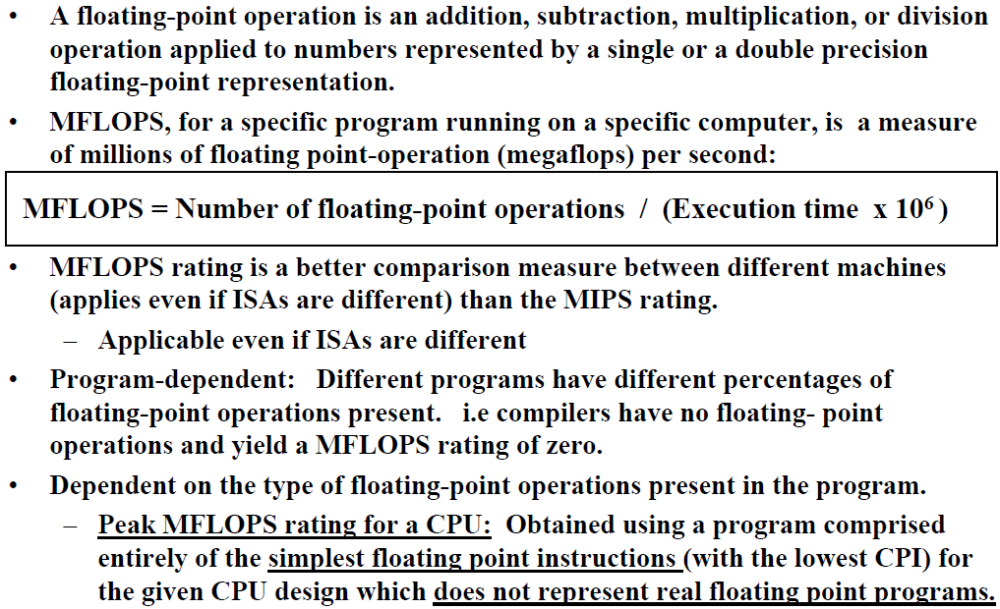 • A floating-point operation is an addition, subtraction, multiplication, or division
operation applied to numbers represented by a single or a double precision
floating-point representation.
• MFLOPS, for a specific program running on a specific computer, is a measure
of millions of floating point-operation (megaflops) per second:
MFLOPS = Number of floating-point operations / (Execution time x 10⁶ )
• MFLOPS rating is a better comparison measure between different machines
(applies even if ISAs are different) than the MIPS rating.
– Applicable even if ISAs are different
• Program-dependent: Different programs have different percentages of
floating-point operations present. i.e compilers have no floating- point
operations and yield a MFLOPS rating of zero.
• Dependent on the type of floating-point operations present in the program.
– Peak MFLOPS rating for a CPU: Obtained using a program comprised
entirely of the simplest floating point instructions (with the lowest CPI) for
the given CPU design which does not represent real floating point programs.